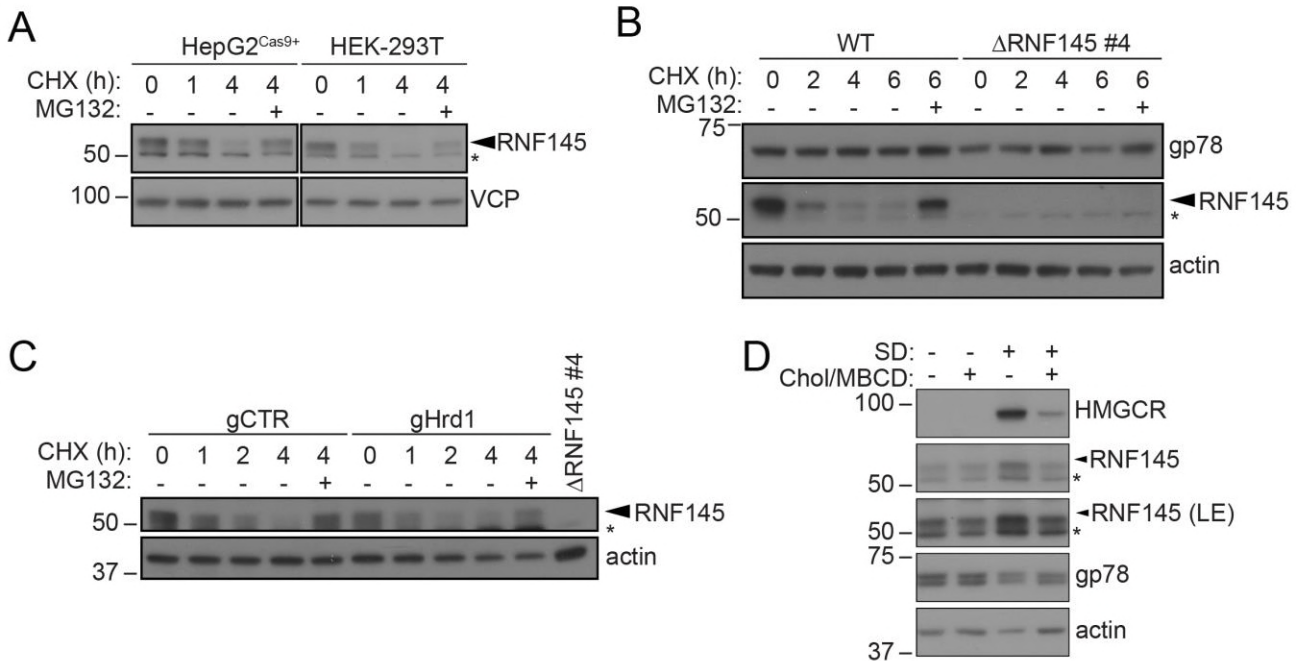 A
HepG2Cas9+ HEK-293T
CHX (h): 0 1 4 4 0 1 4 4
MG132: - - - + - - - +
◄RNF145
50 – *
100 – VCP
B
WT ΔRNF145 #4
CHX (h): 0 2 4 6 6 0 2 4 6 6
MG132: - - - - + - - - - +
75 –
gp78
◄RNF145
50 – *
actin
C
gCTR gHrd1 ΔRNF145 #4
CHX (h): 0 1 2 4 4 0 1 2 4 4
MG132: - - - - + - - - - +
50 – ◄RNF145
*
actin
37 –
D
SD: - - + +
Chol/MBCD: - + - +
100 –
HMGCR
◄RNF145
50 – *
◄RNF145 (LE)
50 – *
75 –
gp78
actin
37 –